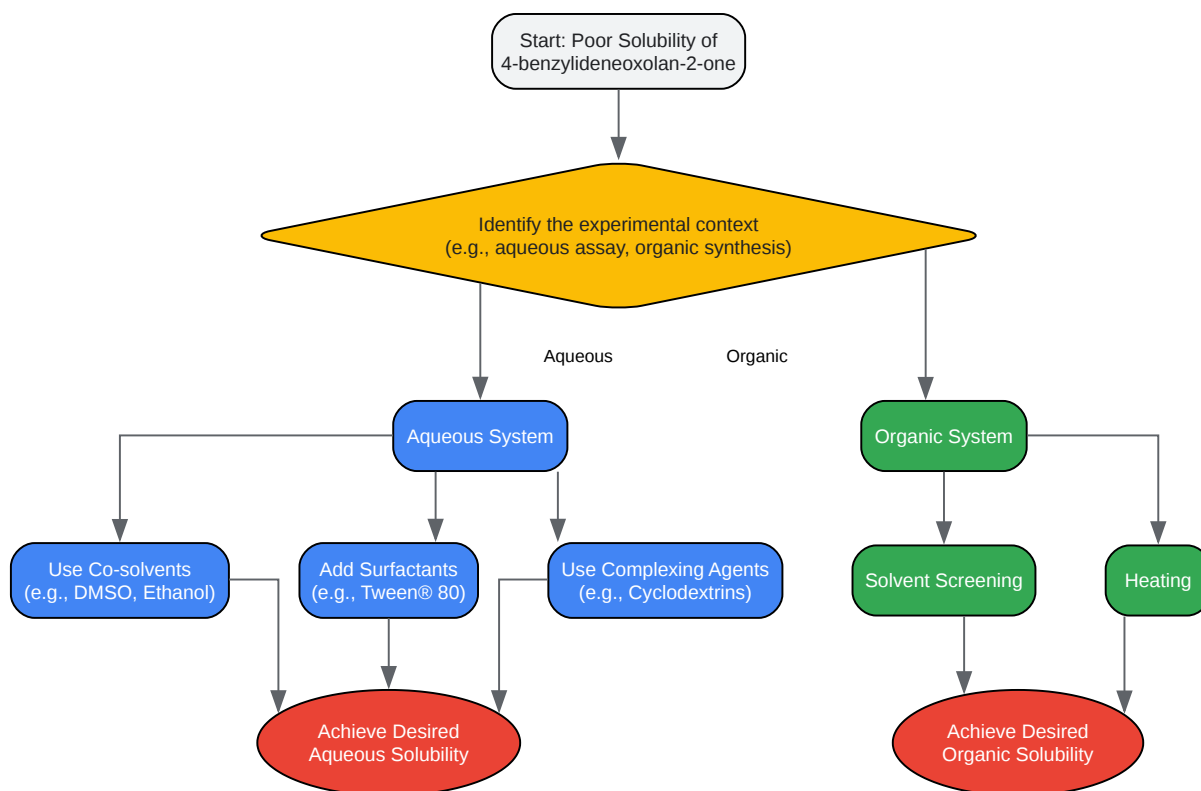 Start: Poor Solubility of
4-benzylideneoxolan-2-one
Identify the experimental context
(e.g., aqueous assay, organic synthesis)
Aqueous
Organic
Aqueous System
Organic System
Use Co-solvents
(e.g., DMSO, Ethanol)
Add Surfactants
(e.g., Tween® 80)
Use Complexing Agents
(e.g., Cyclodextrins)
Solvent Screening
Heating
Achieve Desired
Aqueous Solubility
Achieve Desired
Organic Solubility